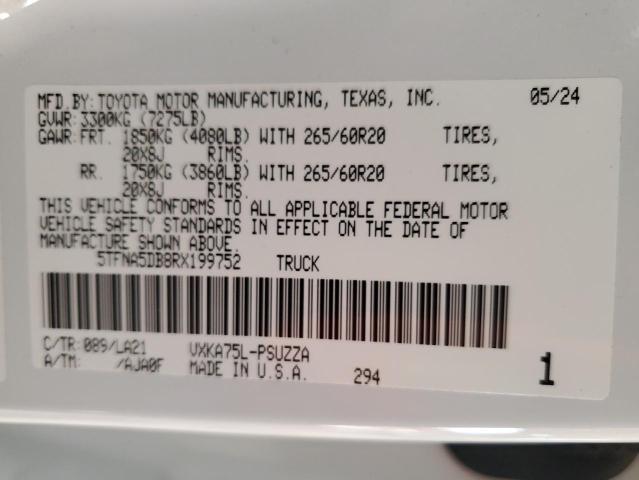 MFD.BY:TOYOTA MOTOR MANUFACTURING, TEXAS, INC. 05/24
GVWR:3300KG (7275LB)
GAWR:FRT. 1850KG (4080LB) WITH 265/60R20 TIRES,
20X8J RIMS.
RR. 1750KG (3860LB) WITH 265/60R20 TIRES,
20X8J RIMS.
THIS VEHICLE CONFORMS TO ALL APPLICABLE FEDERAL MOTOR
VEHICLE SAFETY STANDARDS IN EFFECT ON THE DATE OF
MANUFACTURE SHOWN ABOVE.
5TFNA5DB8RX199752 TRUCK
C/TR:089/LA21 VXKA75L-PSUZZA
A/TM: /AJA0F MADE IN U.S.A. 294 1